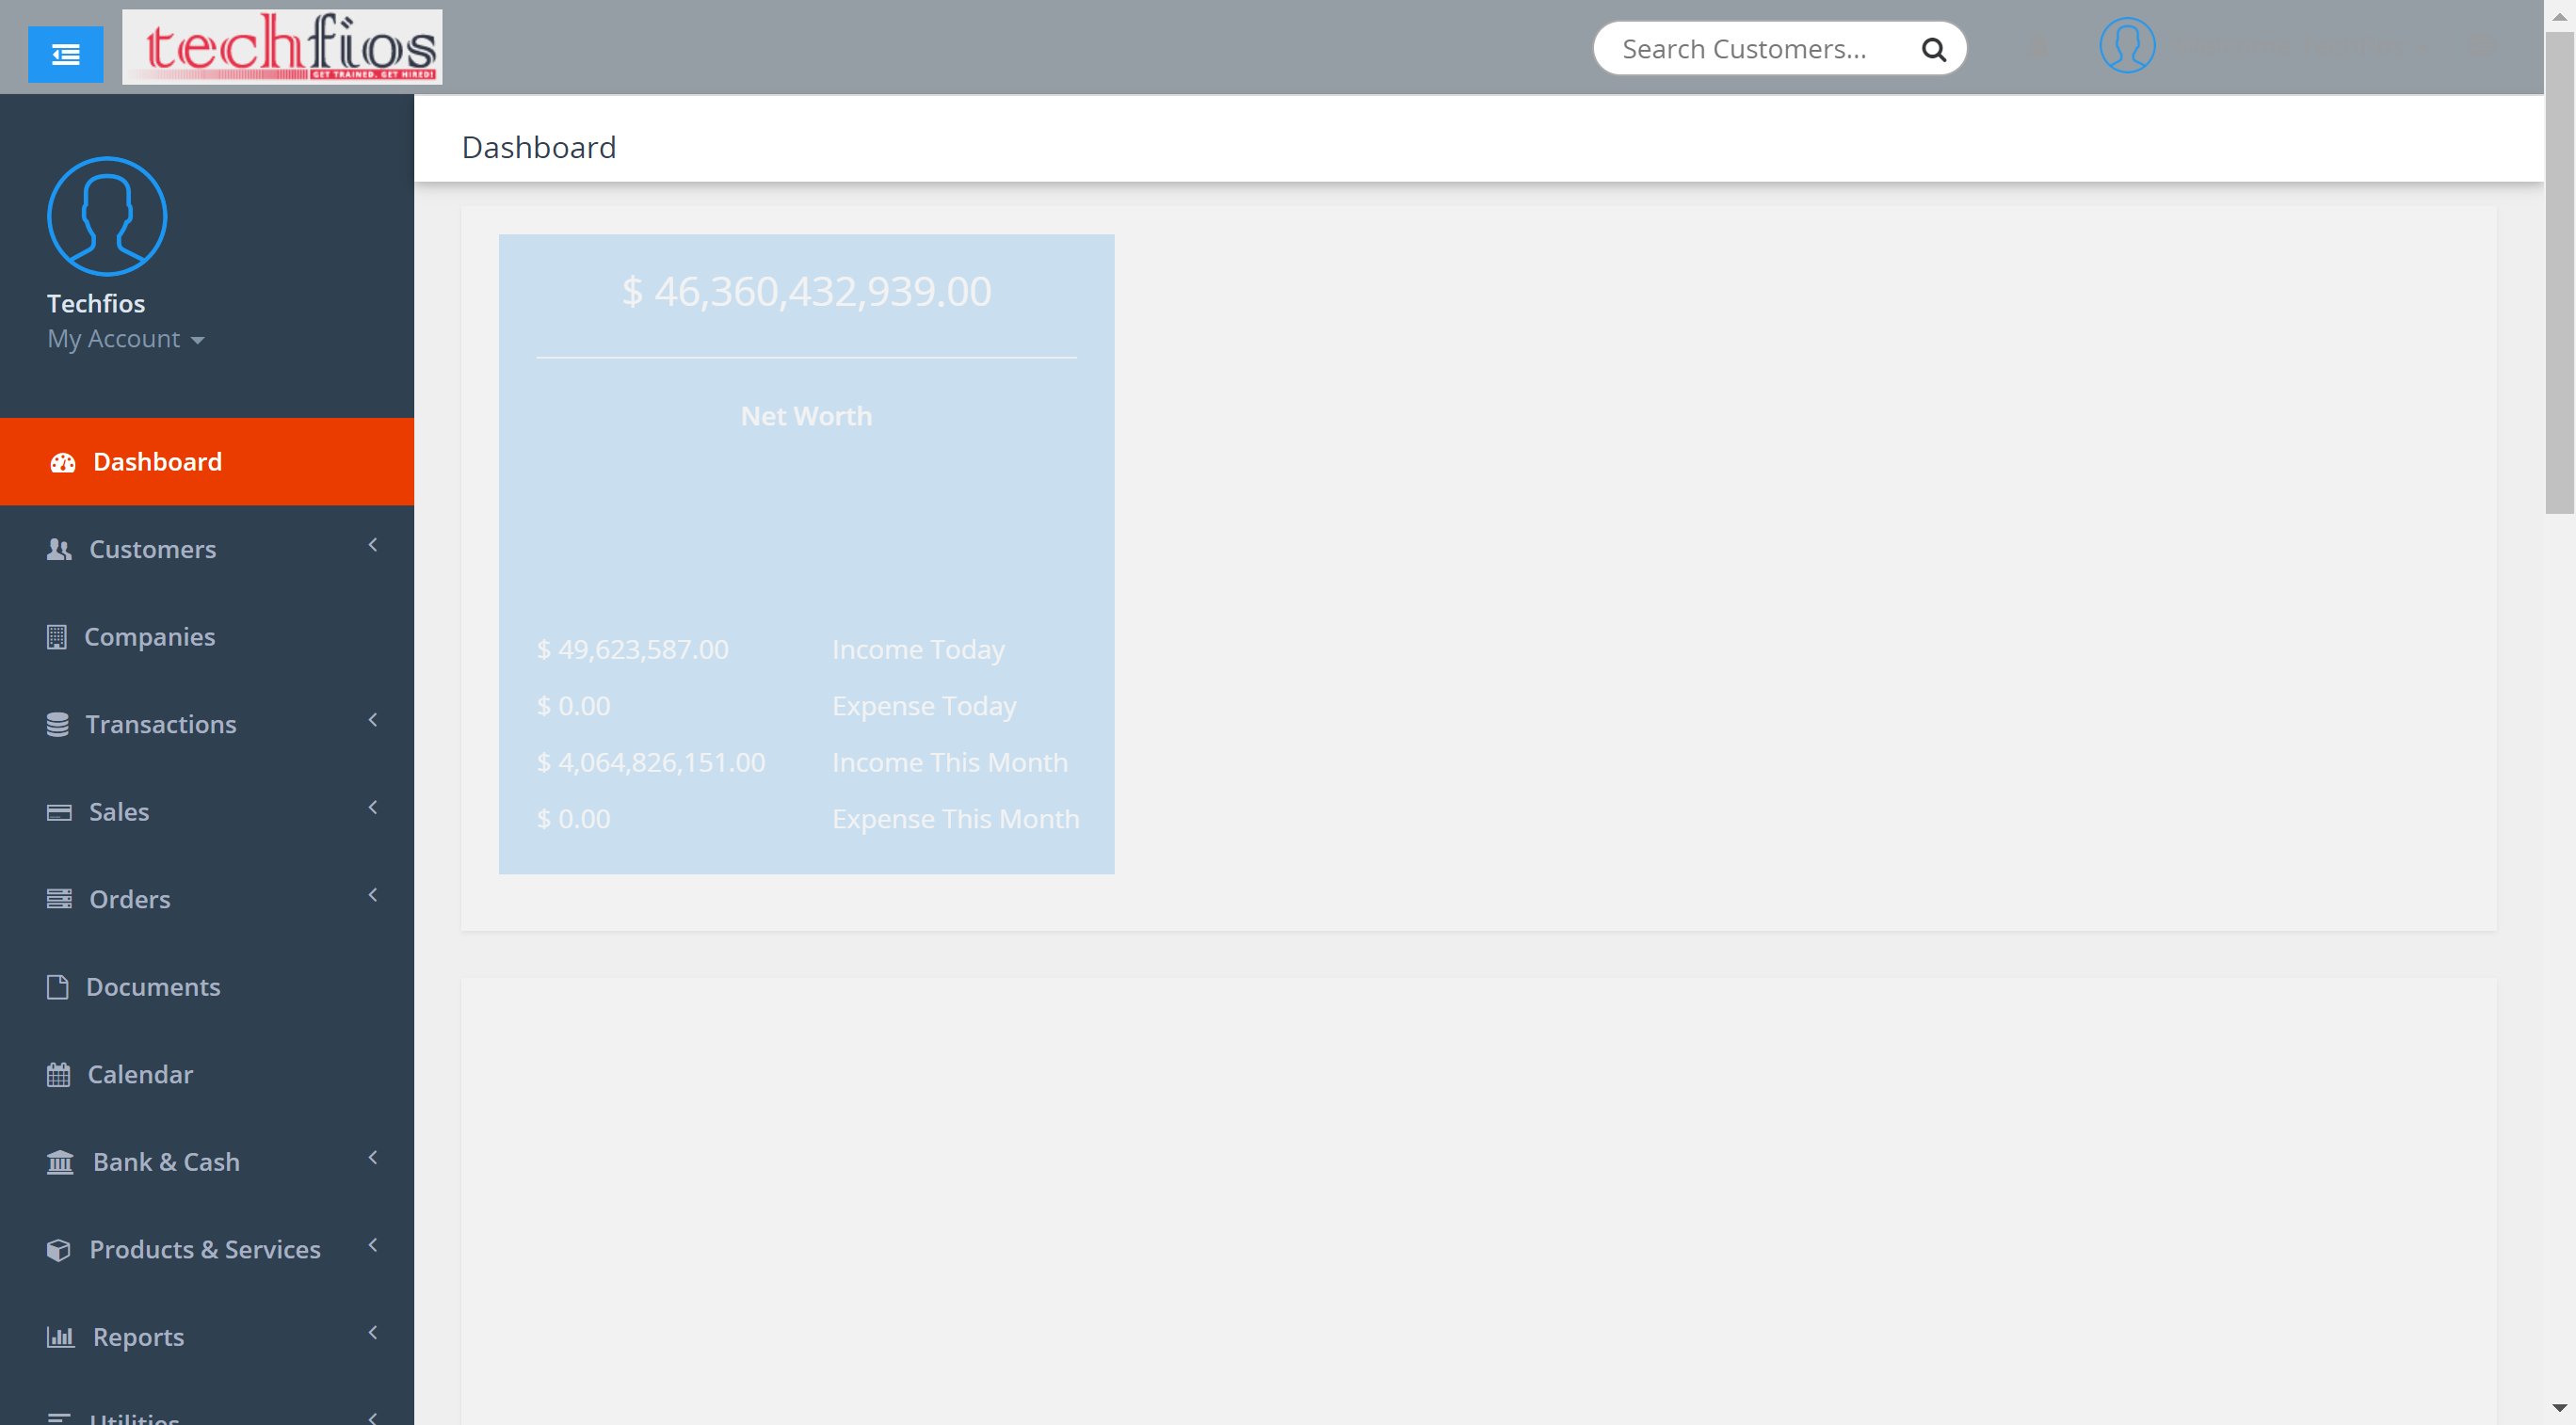 techfios
GET TRAINED. GET HIRED!
Search Customers...
Techfios
My Account
Dashboard
Customers
Companies
Transactions
Sales
Orders
Documents
Calendar
Bank & Cash
Products & Services
Reports
Utilities
Dashboard
$ 46,360,432,939.00
Net Worth
$ 49,623,587.00 Income Today
$ 0.00 Expense Today
$ 4,064,826,151.00 Income This Month
$ 0.00 Expense This Month